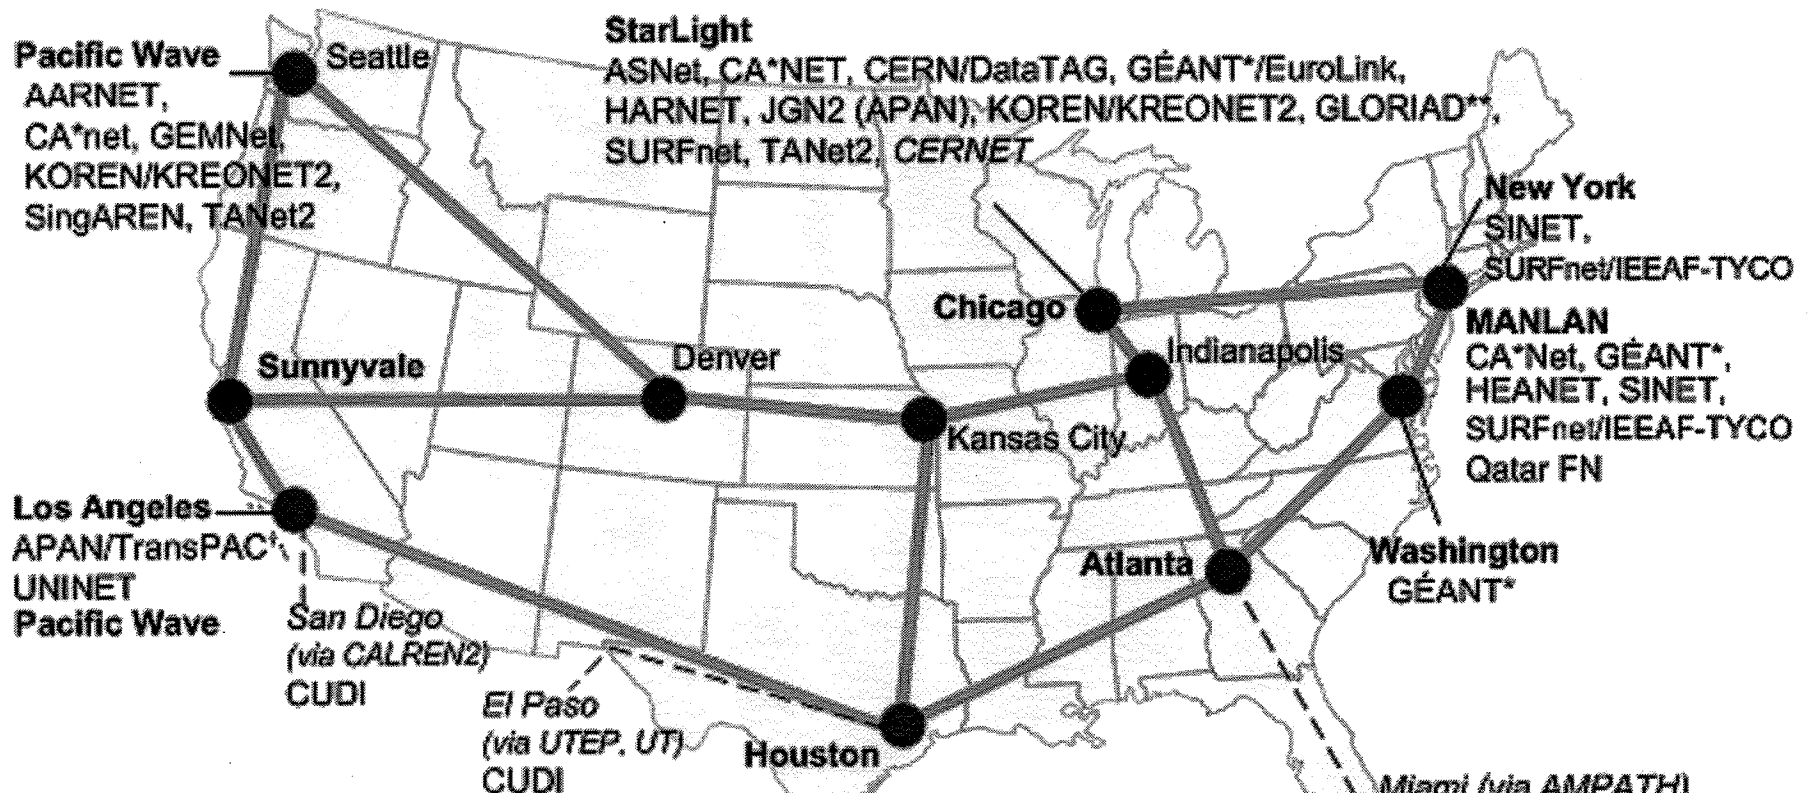 Pacific Wave
AARNET,
CA*net, GEMNet,
KOREN/KREONET2,
SingAREN, TANet2
Seattle
StarLight
ASNet, CA*NET, CERN/DataTAG, GÉANT*/EuroLink,
HARNET, JGN2 (APAN), KOREN/KREONET2, GLORIAD**,
SURFnet, TANet2, CERNET
New York
SINET,
SURFnet/IEEAF-TYCO
MANLAN
CA*Net, GÉANT*,
HEANET, SINET,
SURFnet/IEEAF-TYCO
Qatar FN
Chicago
Indianapolis
Sunnyvale
Denver
Kansas City
Los Angeles
APAN/TransPAC†,
UNINET
Pacific Wave
San Diego
(via CALREN2)
CUDI
El Paso
(via UTEP, UT)
CUDI
Houston
Atlanta
Washington
GÉANT*
Miami (via AMPATH)